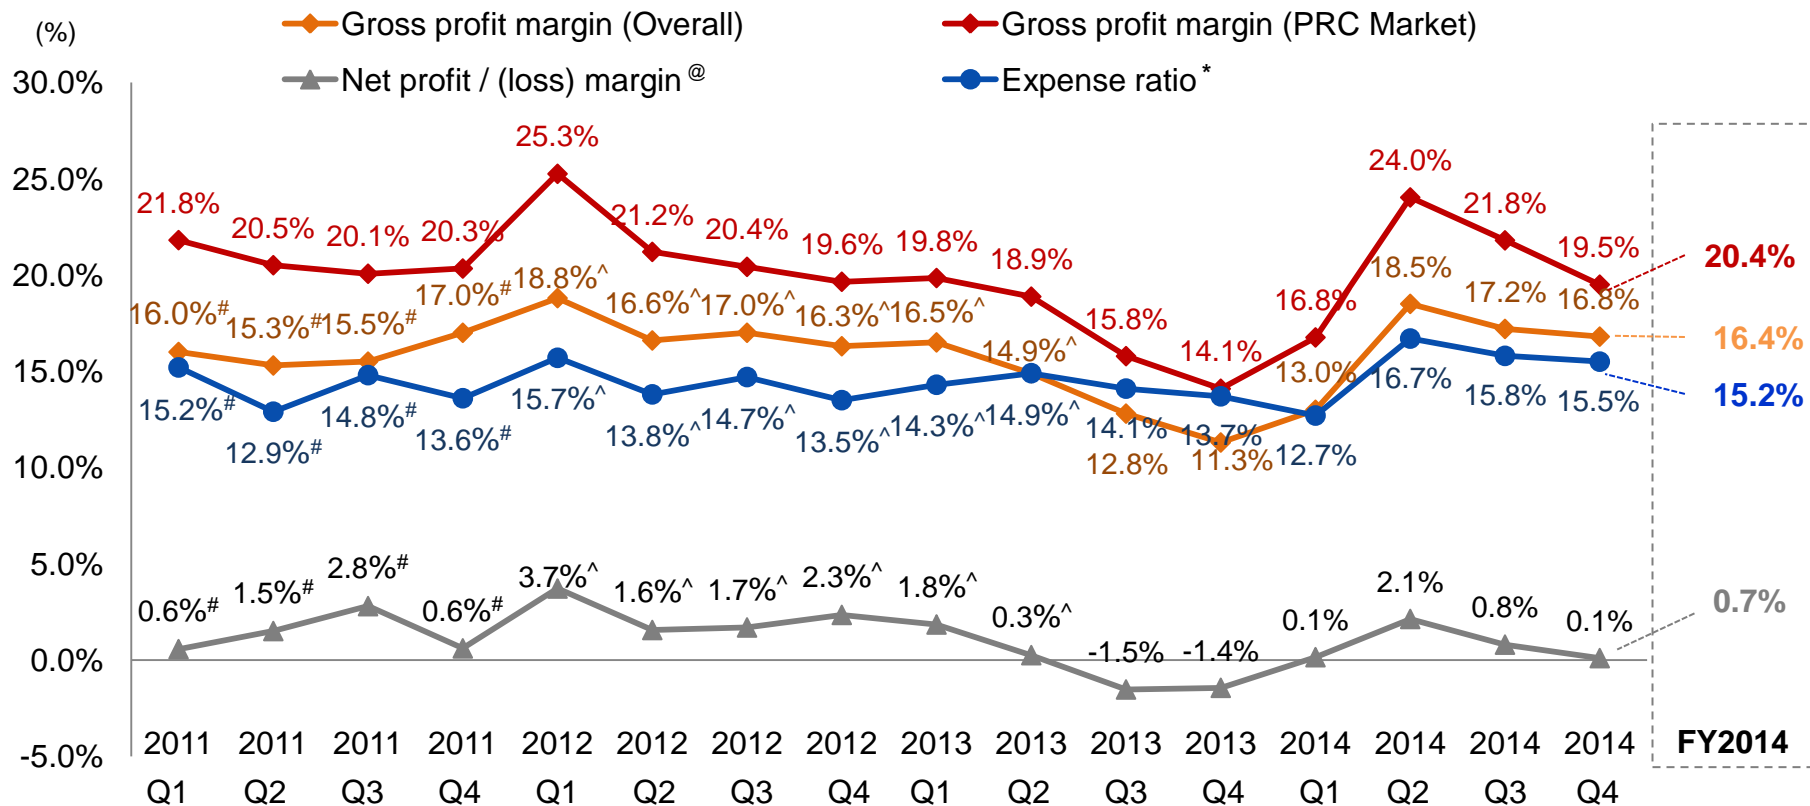 (%)
Gross profit margin (Overall)
Gross profit margin (PRC Market)
Net profit / (loss) margin @
Expense ratio *
30.0%
25.0%
20.0%
15.0%
10.0%
5.0%
0.0%
-5.0%
21.8% 20.5% 20.1% 20.3% 25.3% 21.2% 20.4% 19.6% 19.8% 18.9% 15.8% 14.1% 16.8% 24.0% 21.8% 19.5%
20.4%
16.0%# 15.3%# 15.5%# 17.0%# 18.8%^ 16.6%^ 17.0%^ 16.3%^ 16.5%^ 14.9%^ 12.8% 11.3% 13.0% 18.5% 17.2% 16.8%
16.4%
15.2%# 12.9%# 14.8%# 13.6%# 15.7%^ 13.8%^ 14.7%^ 13.5%^ 14.3%^ 14.9%^ 14.1% 13.7% 12.7% 16.7% 15.8% 15.5%
15.2%
0.6%# 1.5%# 2.8%# 0.6%# 3.7%^ 1.6%^ 1.7%^ 2.3%^ 1.8%^ 0.3%^ -1.5% -1.4% 0.1% 2.1% 0.8% 0.1%
0.7%
2011 2011 2011 2011 2012 2012 2012 2012 2013 2013 2013 2013 2014 2014 2014 2014 FY2014
Q1 Q2 Q3 Q4 Q1 Q2 Q3 Q4 Q1 Q2 Q3 Q4 Q1 Q2 Q3 Q4